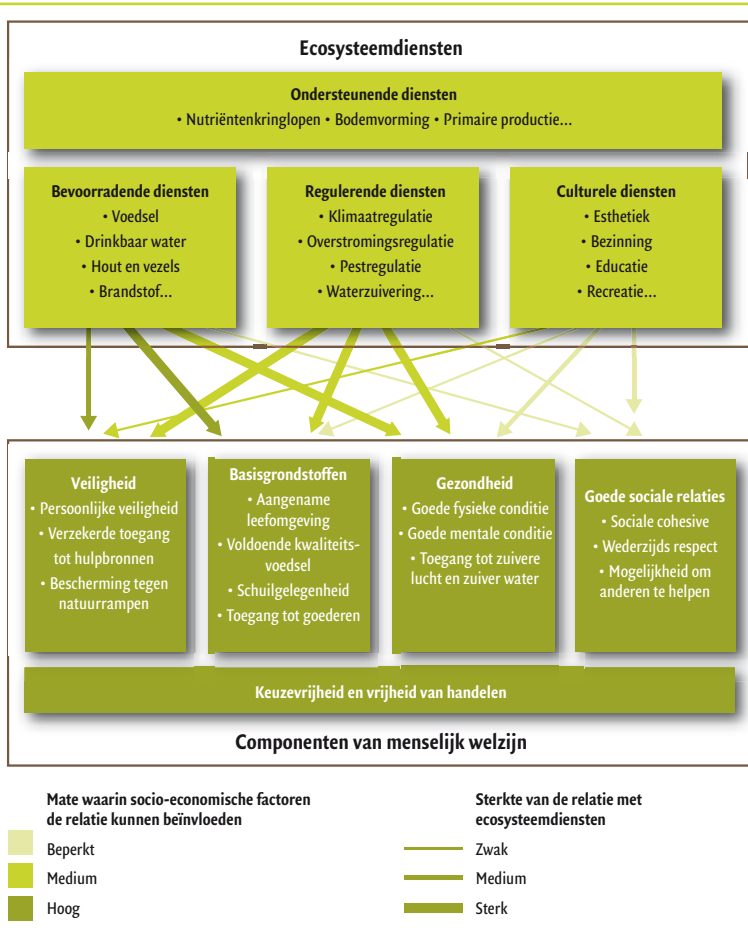 Ecosysteemdiensten
Ondersteunende diensten
• Nutriëntenkringlopen • Bodemvorming • Primaire productie...
Bevoorradende diensten
• Voedsel
• Drinkbaar water
• Hout en vezels
• Brandstof...
Regulerende diensten
• Klimaatregulatie
• Overstromingsregulatie
• Pestregulatie
• Waterzuivering...
Culturele diensten
• Esthetiek
• Bezinning
• Educatie
• Recreatie...
Veiligheid
• Persoonlijke veiligheid
• Verzekerde toegang
tot hulpbronnen
• Bescherming tegen
natuurrampen
Basisgrondstoffen
• Aangename
leefomgeving
• Voldoende kwaliteits-
voedsel
• Schuilgelegenheid
• Toegang tot goederen
Gezondheid
• Goede fysieke conditie
• Goede mentale conditie
• Toegang tot zuivere
lucht en zuiver water
Goede sociale relaties
• Sociale cohesive
• Wederzijds respect
• Mogelijkheid om
anderen te helpen
Keuzevrijheid en vrijheid van handelen
Componenten van menselijk welzijn
Mate waarin socio-economische factoren
de relatie kunnen beïnvloeden
Beperkt
Medium
Hoog
Sterkte van de relatie met
ecosysteemdiensten
Zwak
Medium
Sterk